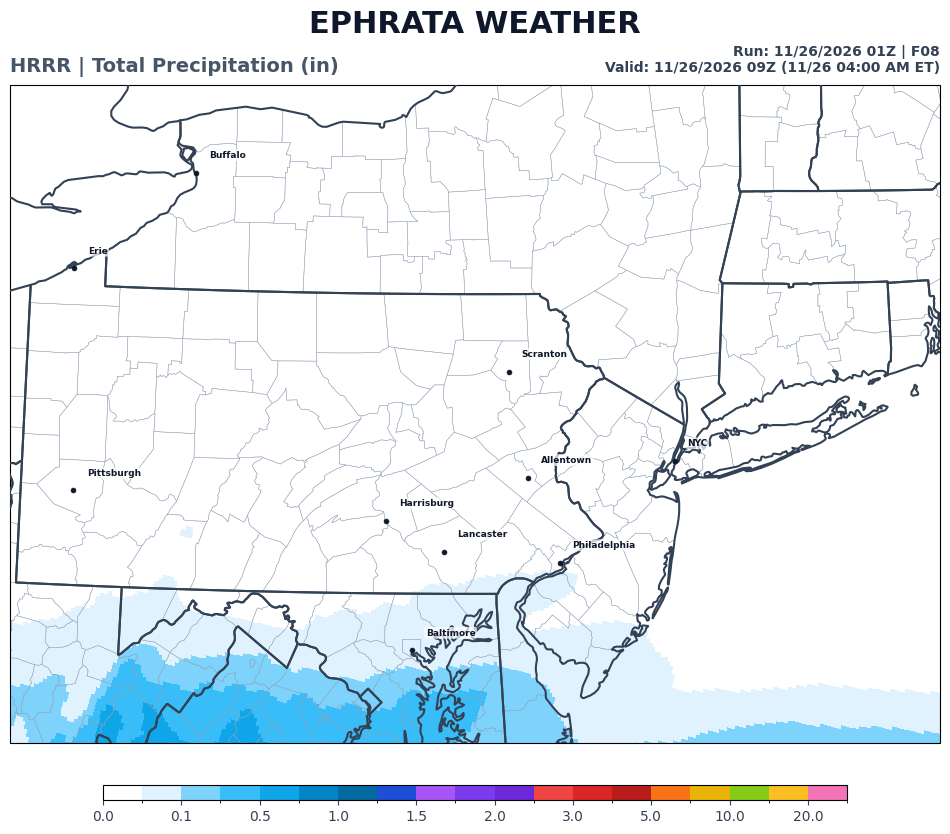 EPHRATA WEATHER
Run: 11/26/2026 01Z | F08
HRRR | Total Precipitation (in)
Valid: 11/26/2026 09Z (11/26 04:00 AM ET)
Buffalo
Erie
Scranton
NYC
Allentown
Pittsburgh
Harrisburg
Lancaster
Philadelphia
Baltimore
0.0 0.1 0.5 1.0 1.5 2.0 3.0 5.0 10.0 20.0